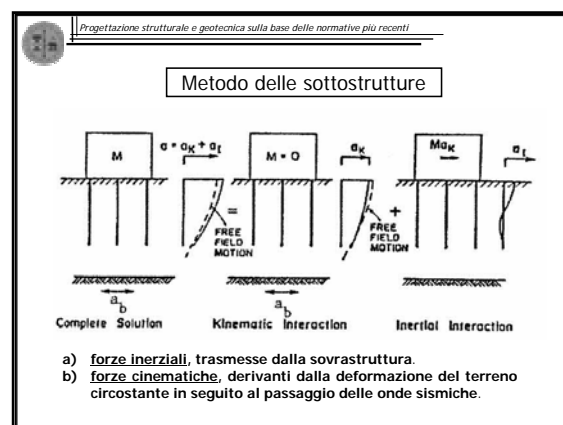 Progettazione strutturale e geotecnica sulla base delle normative più recenti
Metodo delle sottostrutture
M
a = aK + aI
=
FREE
FIELD
MOTION
ab
Complete Solution
M = 0
aK
+
FREE
FIELD
MOTION
ab
Kinematic Interaction
MaK
aI
Inertial Interaction
a) forze inerziali, trasmesse dalla sovrastruttura.
b) forze cinematiche, derivanti dalla deformazione del terreno
circostante in seguito al passaggio delle onde sismiche.